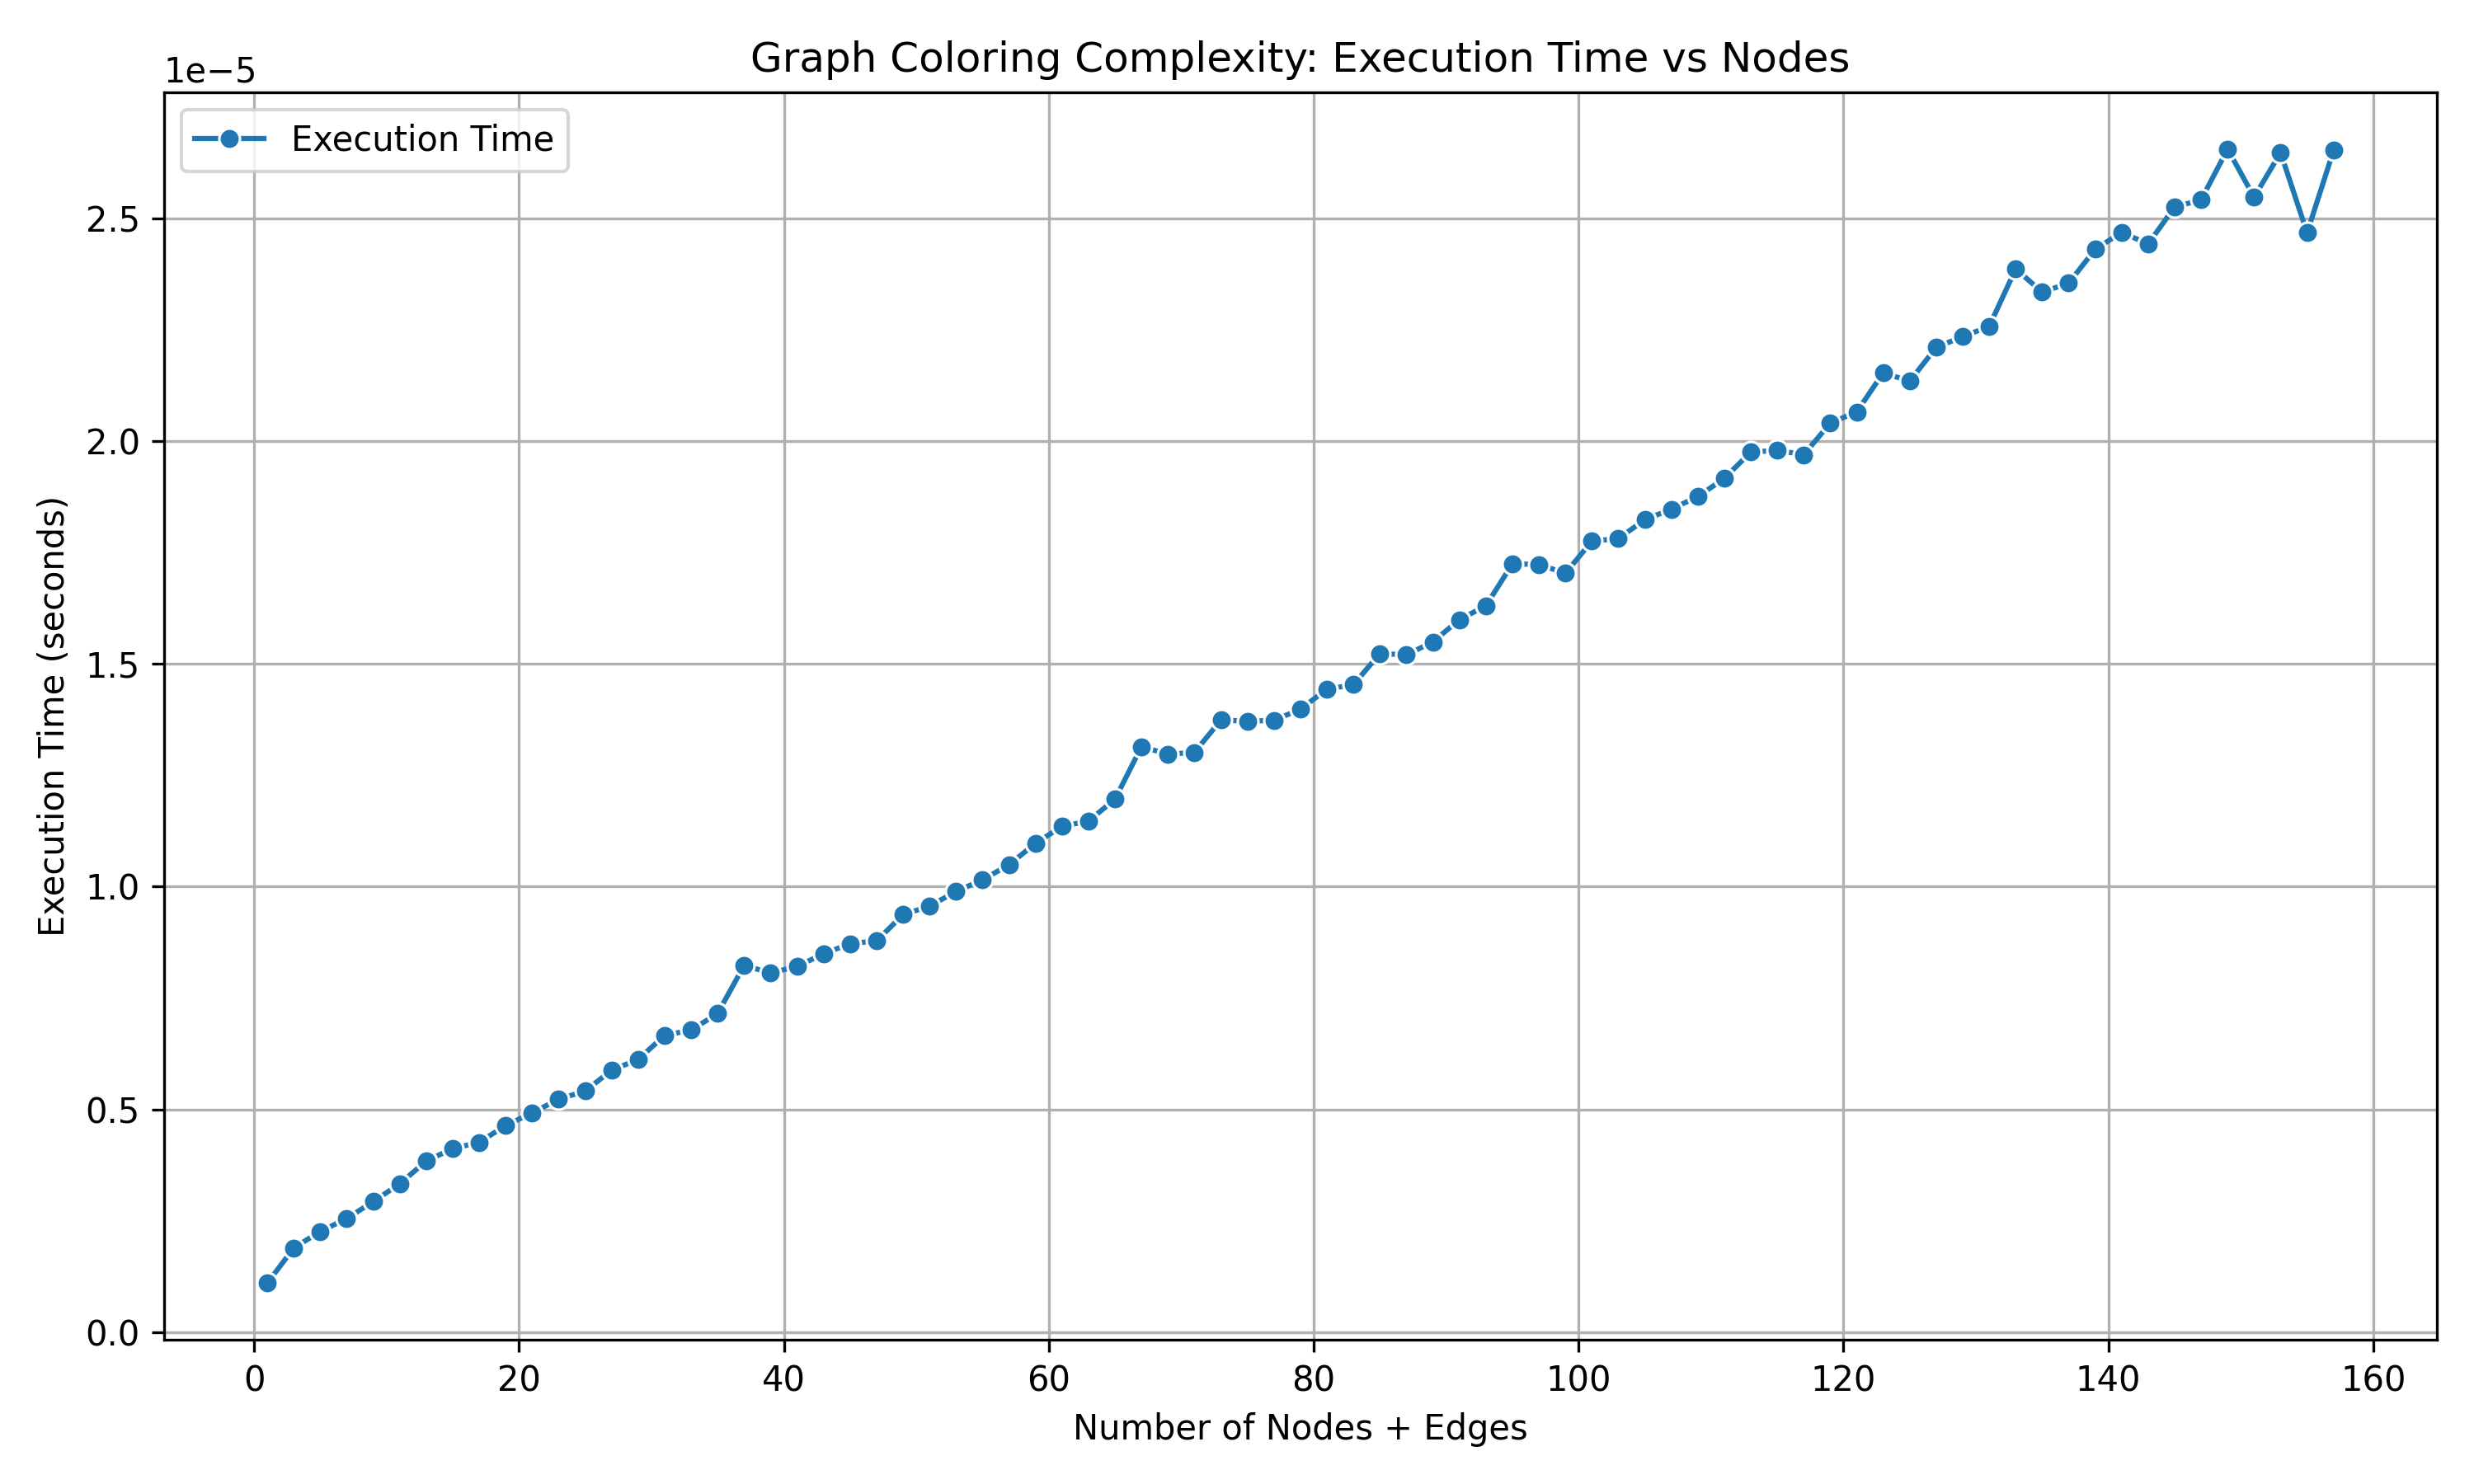 Graph Coloring Complexity: Execution Time vs Nodes
1e−5
Execution Time
2.5
2.0
1.5
1.0
0.5
0.0
Execution Time (seconds)
0 20 40 60 80 100 120 140 160
Number of Nodes + Edges